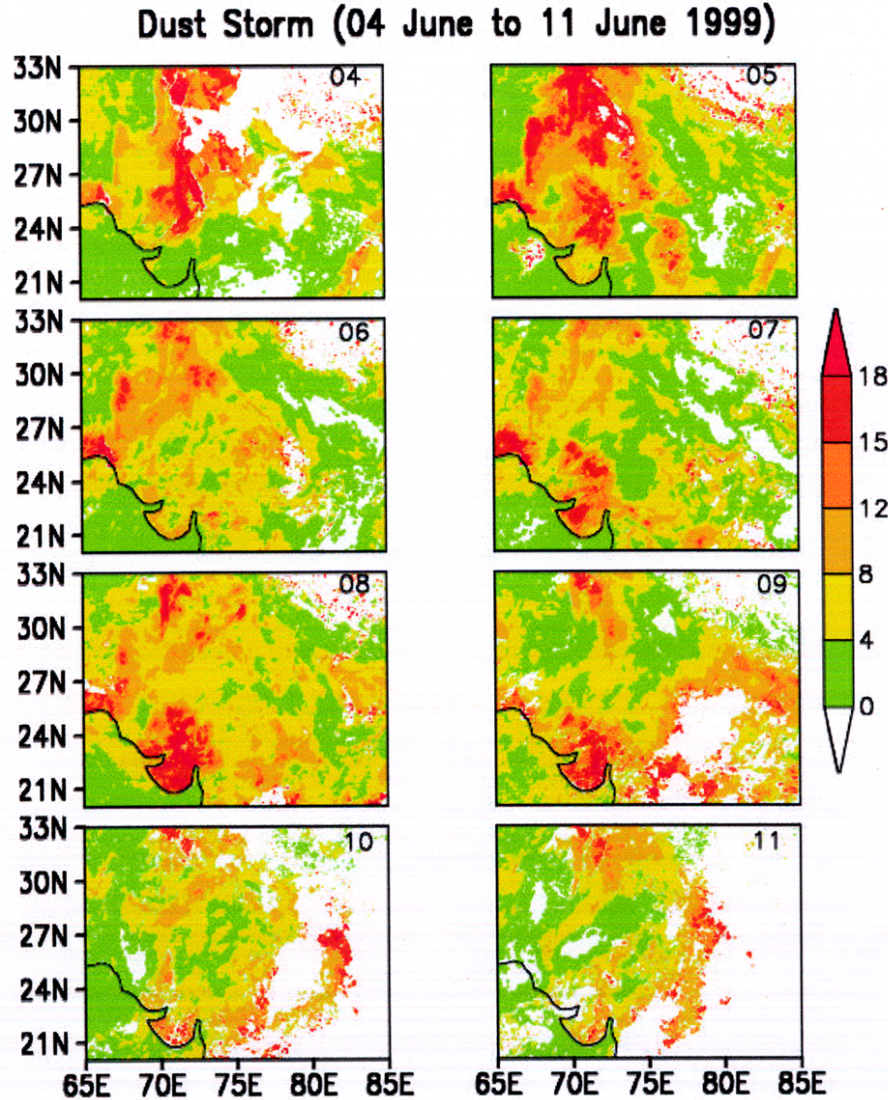 Dust Storm (04 June to 11 June 1999)
33N 04 05
30N
27N
24N
21N
33N 06 07
30N
27N
24N
21N
33N 08 09
30N
27N
24N
21N
33N 10 11
30N
27N
24N
21N
65E 70E 75E 80E 85E 65E 70E 75E 80E 85E
18
15
12
8
4
0